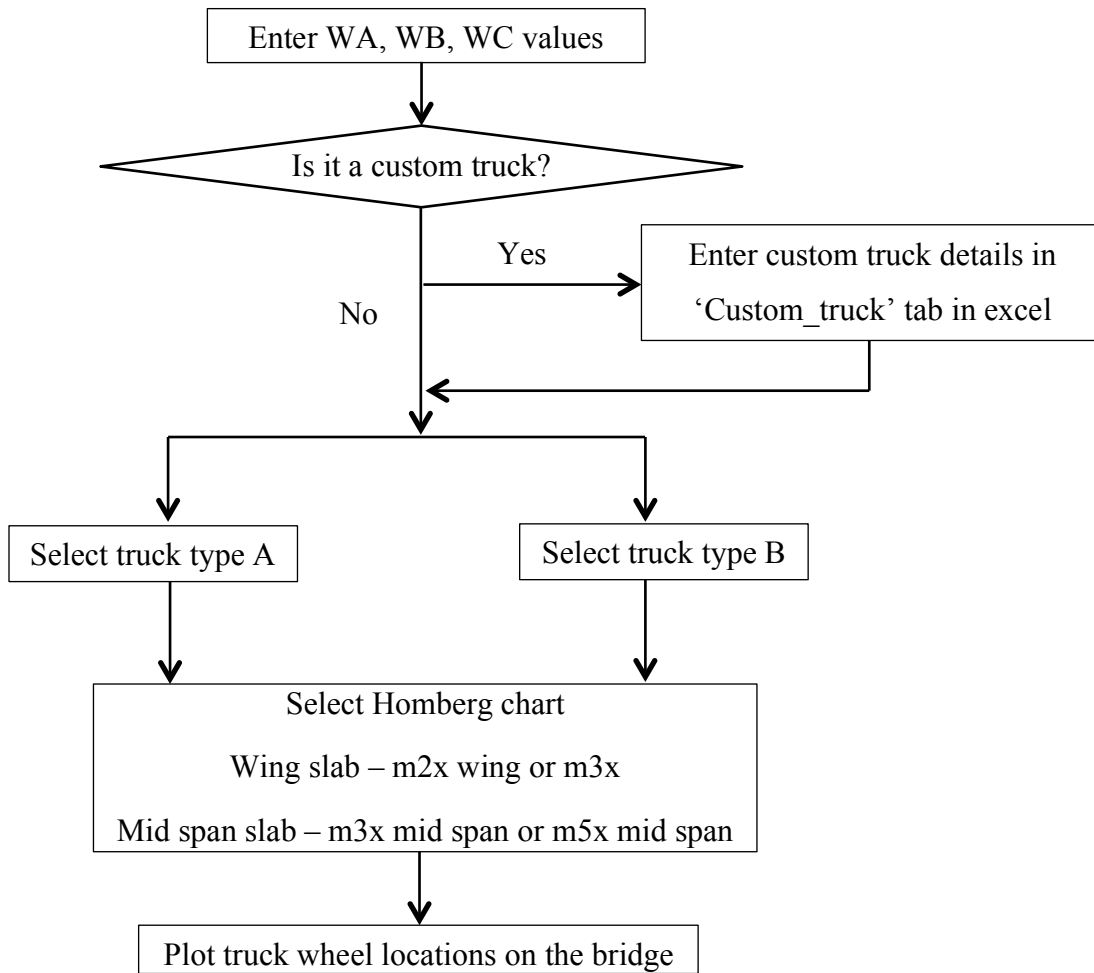 Enter WA, WB, WC values
Is it a custom truck?
Yes
Enter custom truck details in
‘Custom_truck’ tab in excel
No
Select truck type A
Select truck type B
Select Homberg chart
Wing slab – m2x wing or m3x
Mid span slab – m3x mid span or m5x mid span
Plot truck wheel locations on the bridge